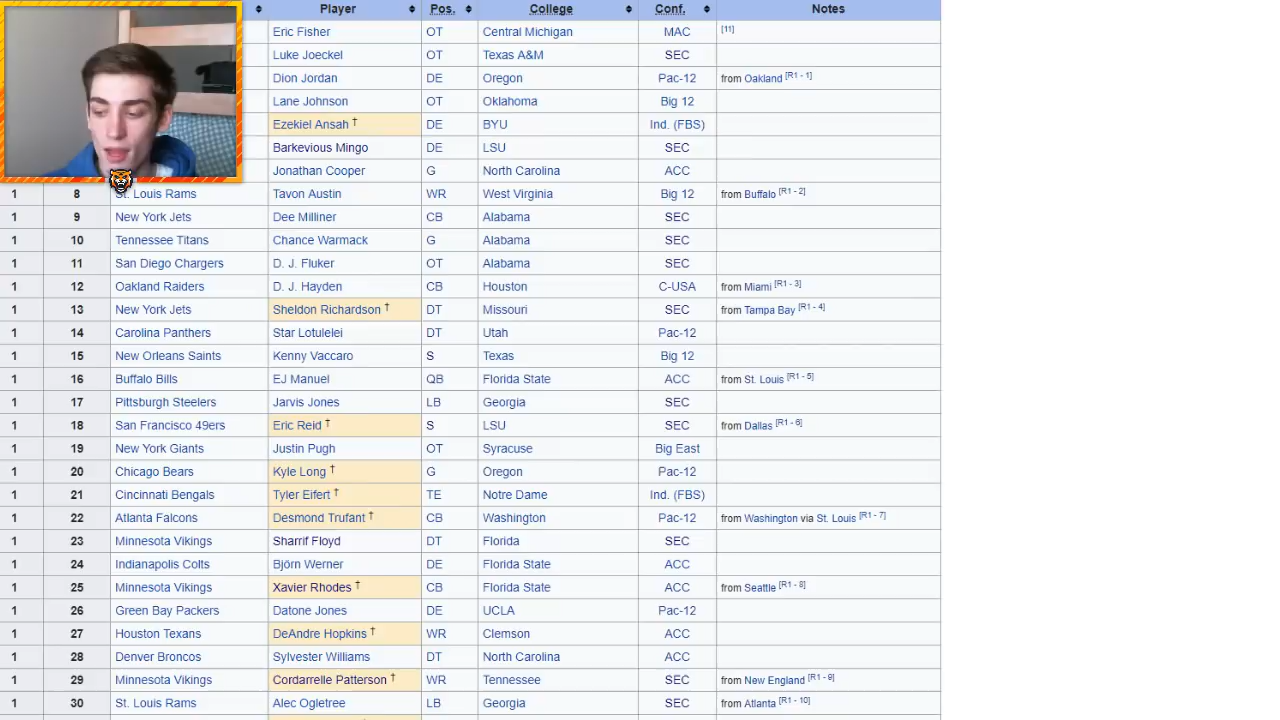 Player Pos. College Conf. Notes
Eric Fisher OT Central Michigan MAC [11]
Luke Joeckel OT Texas A&M SEC
Dion Jordan DE Oregon Pac-12 from Oakland [R1 - 1]
Lane Johnson OT Oklahoma Big 12
Ezekiel Ansah † DE BYU Ind. (FBS)
Barkevious Mingo DE LSU SEC
Jonathan Cooper G North Carolina ACC
1 8 St. Louis Rams Tavon Austin WR West Virginia Big 12 from Buffalo [R1 - 2]
1 9 New York Jets Dee Milliner CB Alabama SEC
1 10 Tennessee Titans Chance Warmack G Alabama SEC
1 11 San Diego Chargers D. J. Fluker OT Alabama SEC
1 12 Oakland Raiders D. J. Hayden CB Houston C-USA from Miami [R1 - 3]
1 13 New York Jets Sheldon Richardson † DT Missouri SEC from Tampa Bay [R1 - 4]
1 14 Carolina Panthers Star Lotulelei DT Utah Pac-12
1 15 New Orleans Saints Kenny Vaccaro S Texas Big 12
1 16 Buffalo Bills EJ Manuel QB Florida State ACC from St. Louis [R1 - 5]
1 17 Pittsburgh Steelers Jarvis Jones LB Georgia SEC
1 18 San Francisco 49ers Eric Reid † S LSU SEC from Dallas [R1 - 6]
1 19 New York Giants Justin Pugh OT Syracuse Big East
1 20 Chicago Bears Kyle Long † G Oregon Pac-12
1 21 Cincinnati Bengals Tyler Eifert † TE Notre Dame Ind. (FBS)
1 22 Atlanta Falcons Desmond Trufant † CB Washington Pac-12 from Washington via St. Louis [R1 - 7]
1 23 Minnesota Vikings Sharrif Floyd DT Florida SEC
1 24 Indianapolis Colts Björn Werner DE Florida State ACC
1 25 Minnesota Vikings Xavier Rhodes † CB Florida State ACC from Seattle [R1 - 8]
1 26 Green Bay Packers Datone Jones DE UCLA Pac-12
1 27 Houston Texans DeAndre Hopkins † WR Clemson ACC
1 28 Denver Broncos Sylvester Williams DT North Carolina ACC
1 29 Minnesota Vikings Cordarrelle Patterson † WR Tennessee SEC from New England [R1 - 9]
1 30 St. Louis Rams Alec Ogletree LB Georgia SEC from Atlanta [R1 - 10]